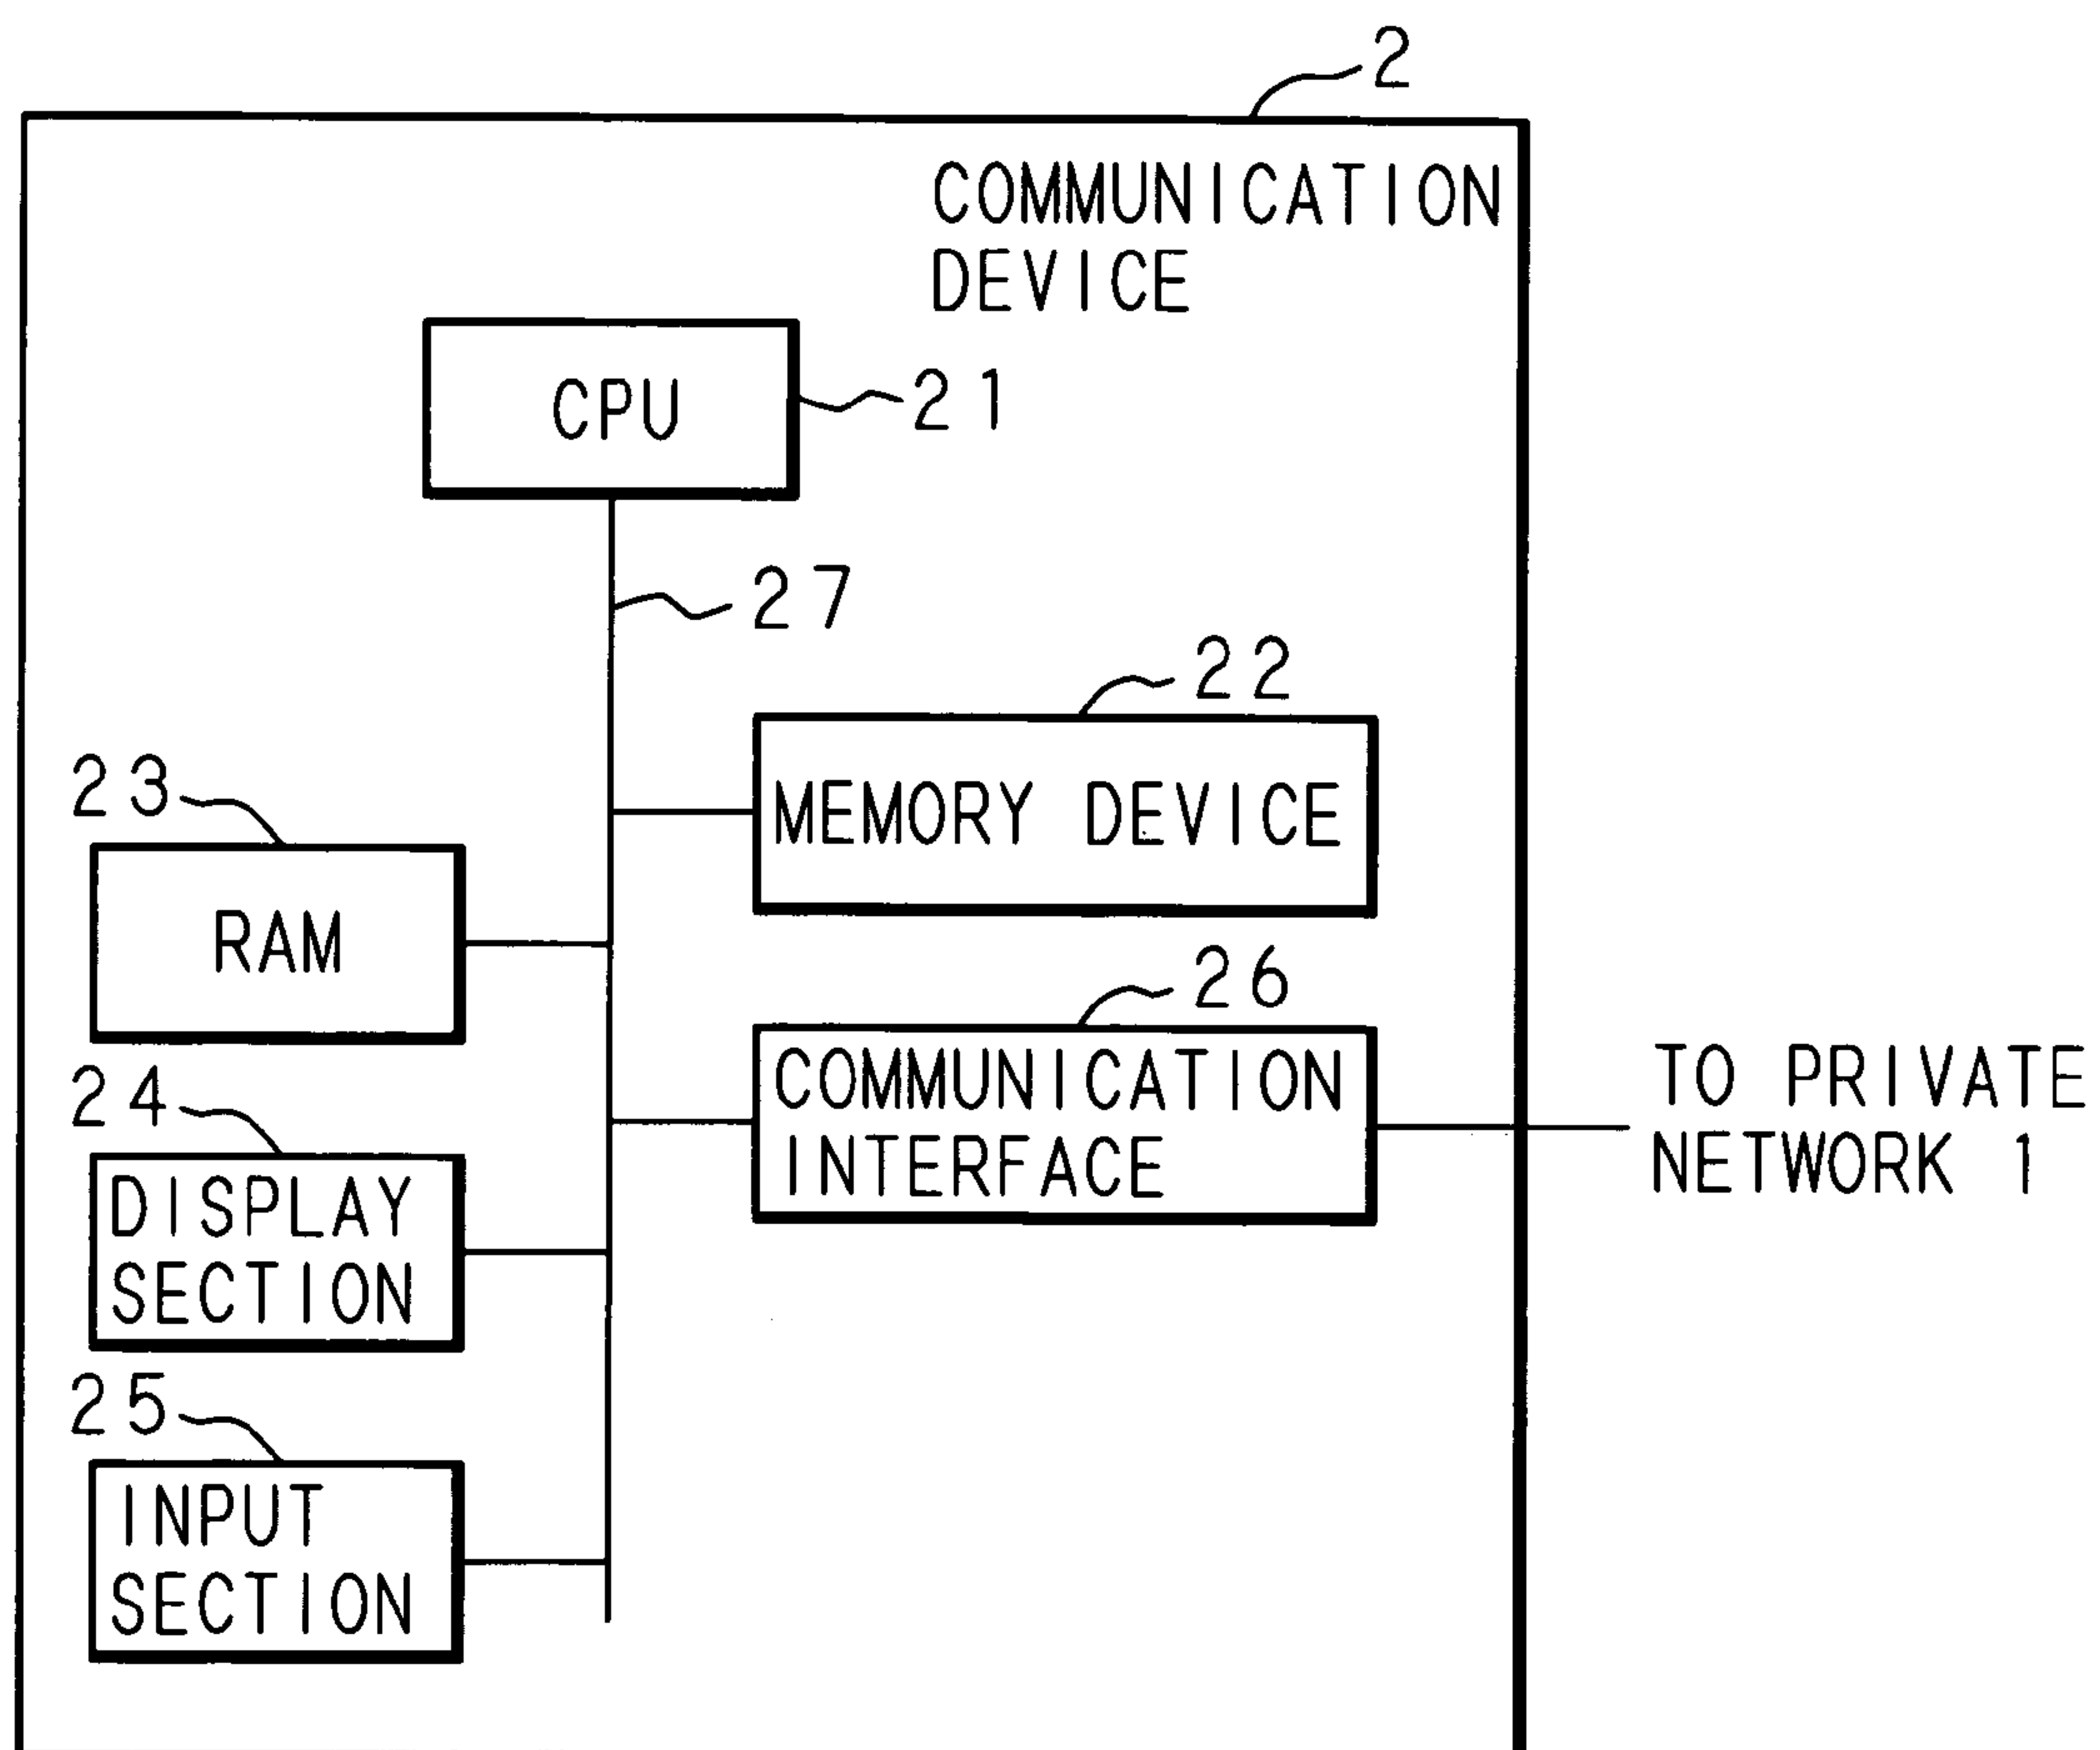 2
COMMUNICATION
DEVICE
CPU
21
27
22
MEMORY DEVICE
23
RAM
26
COMMUNICATION
INTERFACE
TO PRIVATE
NETWORK 1
24
DISPLAY
SECTION
25
INPUT
SECTION